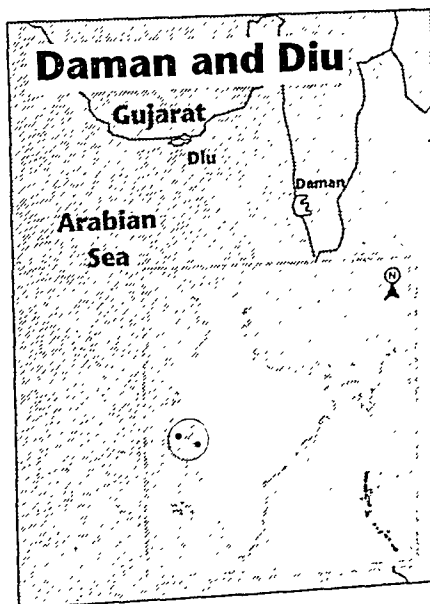 Daman and Diu
Gujarat
Diu
Daman
Arabian
Sea
N